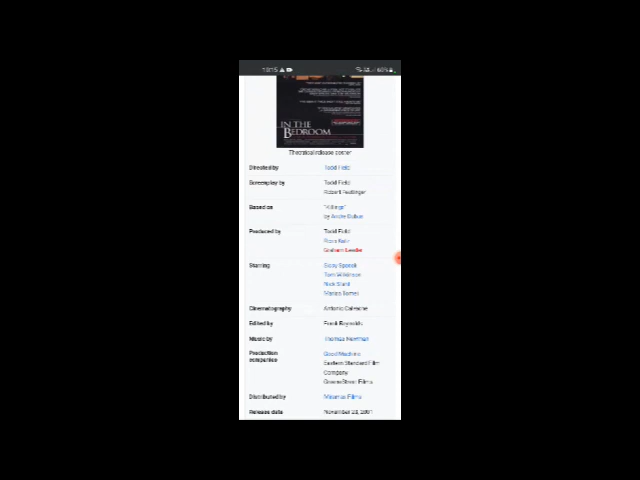 IN THE
BEDROOM
Theatrical release poster
Directed by Todd Field
Screenplay by Todd Field
Robert Festinger
Based on "Killings"
by Andre Dubus
Produced by Todd Field
Ross Katz
Graham Leader
Starring Sissy Spacek
Tom Wilkinson
Nick Stahl
Marisa Tomei
Cinematography Antonio Calvache
Edited by Frank Reynolds
Music by Thomas Newman
Production Good Machine
companies Eastern Standard Film
Company
GreeneStreet Films
Distributed by Miramax Films
Release date November 23, 2001